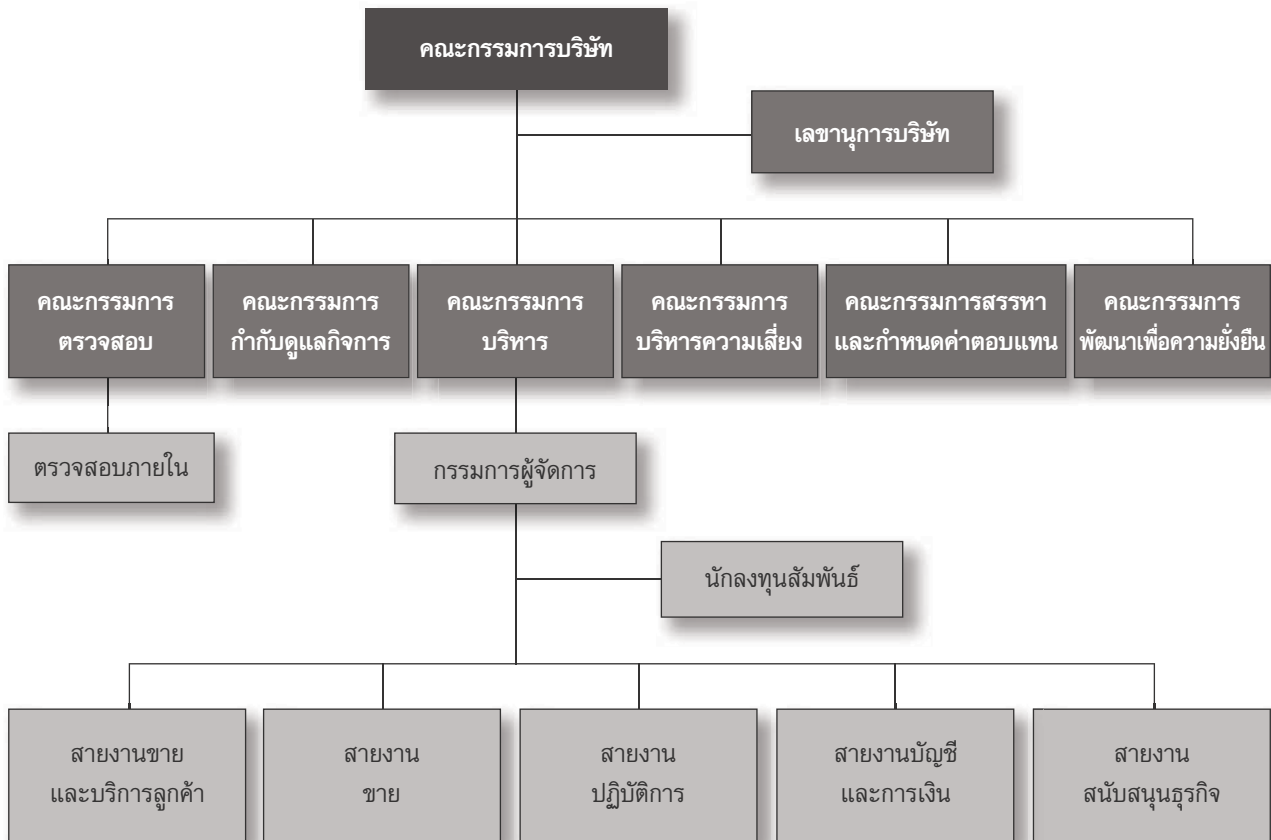 คณะกรรมการบริษัท
เลขานุการบริษัท
คณะกรรมการ
ตรวจสอบ
คณะกรรมการ
กำกับดูแลกิจการ
คณะกรรมการ
บริหาร
คณะกรรมการ
บริหารความเสี่ยง
คณะกรรมการสรรหา
และกำหนดค่าตอบแทน
คณะกรรมการ
พัฒนาเพื่อความยั่งยืน
ตรวจสอบภายใน
กรรมการผู้จัดการ
นักลงทุนสัมพันธ์
สายงานขาย
และบริการลูกค้า
สายงาน
ขาย
สายงาน
ปฏิบัติการ
สายงานบัญชี
และการเงิน
สายงาน
สนับสนุนธุรกิจ